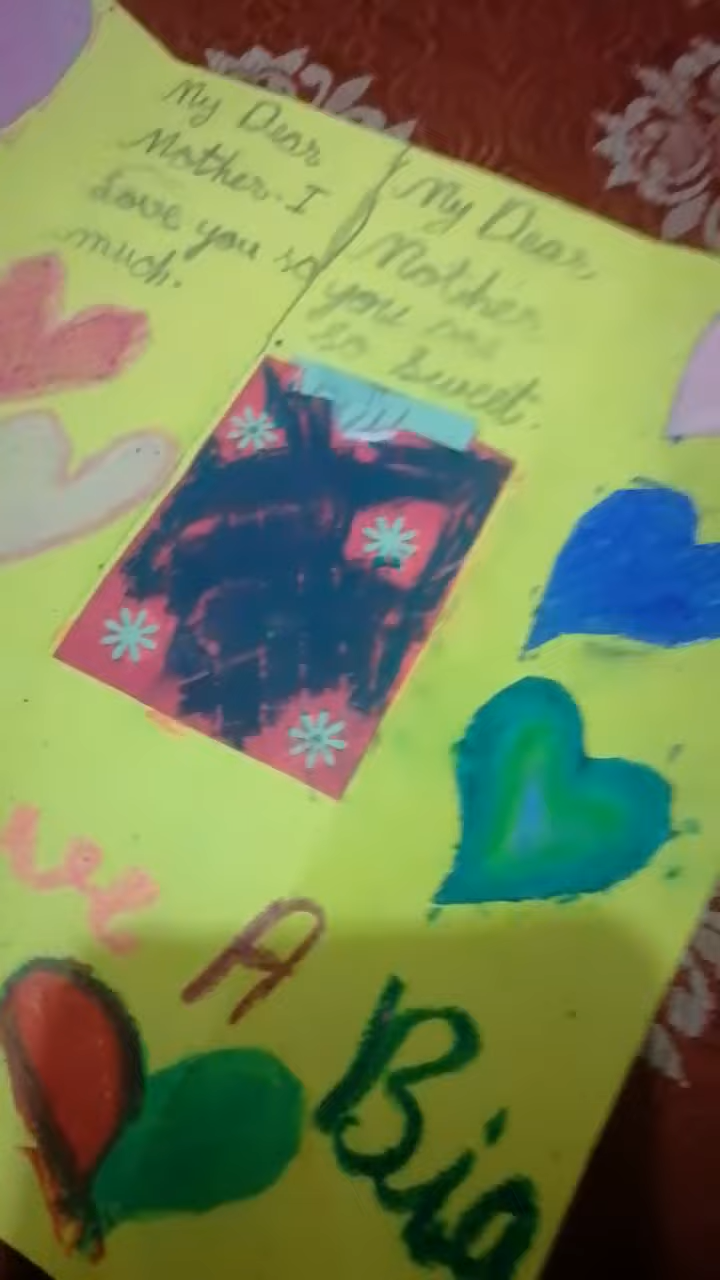 My Dear
Mother. I
Love you so
much.
My Dear,
Mother
you are
so sweet.
A
Big